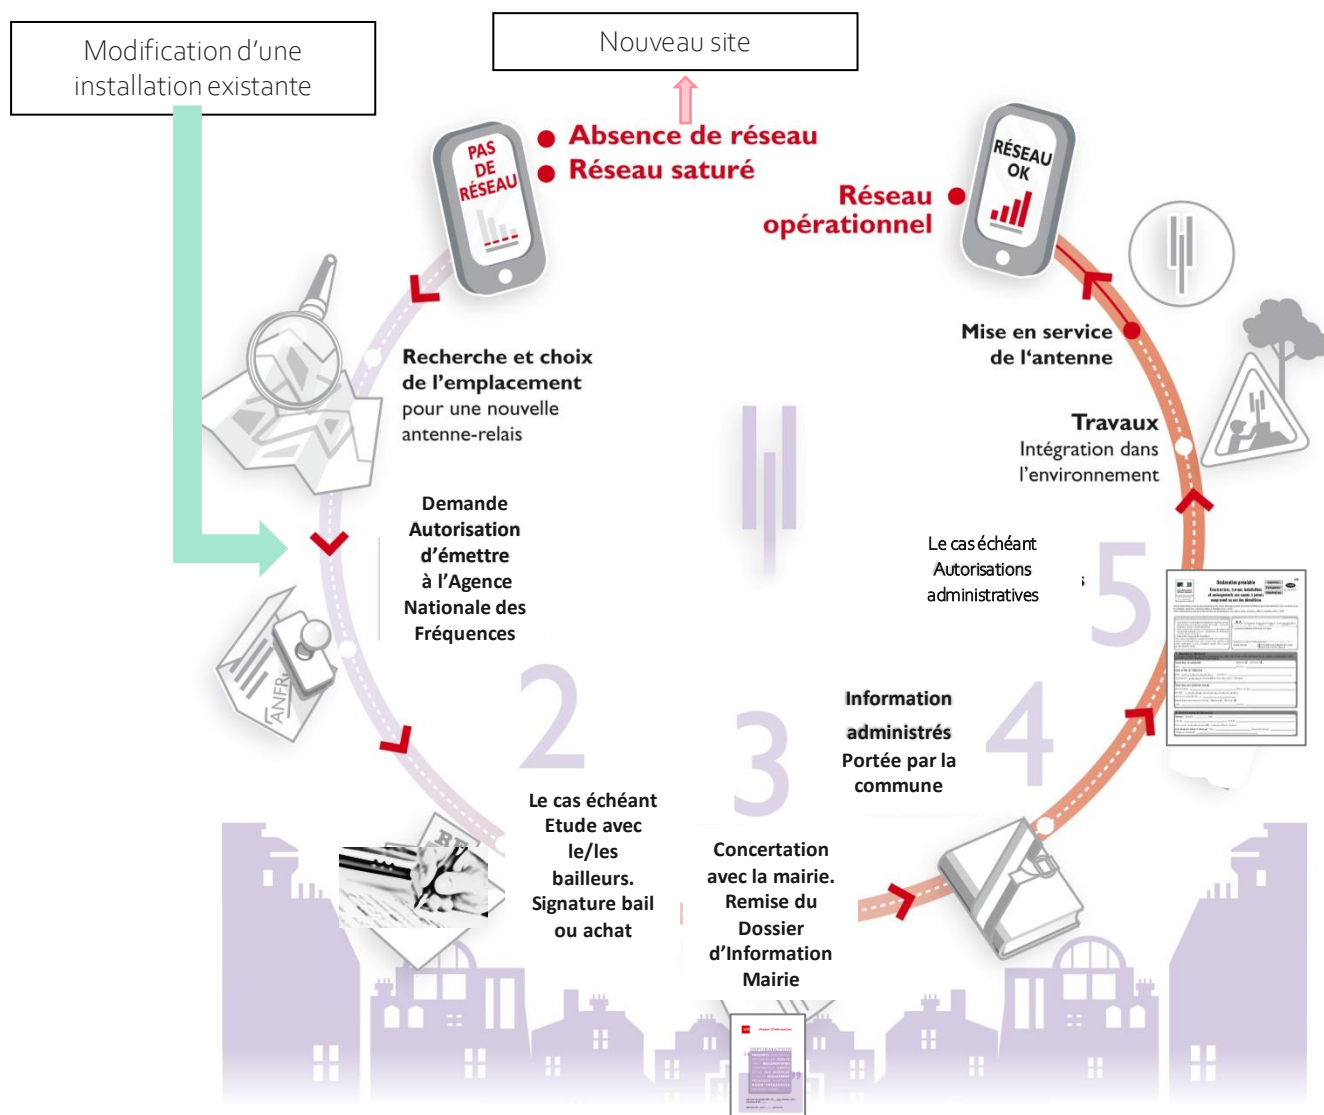 Modification d'une
installation existante
Nouveau site
PAS
DE
RÉSEAU
Absence de réseau
Réseau saturé
RÉSEAU
OK
Réseau
opérationnel
Recherche et choix
de l'emplacement
pour une nouvelle
antenne-relais
Mise en service
de l'antenne
Travaux
Intégration dans
l'environnement
Demande
Autorisation
d'émettre
à l'Agence
Nationale des
Fréquences
ANFR
Le cas échéant
Autorisations
administratives
5
Déclaration préalable
2
3
4
Information
administrés
Portée par la
commune
Le cas échéant
Etude avec
le/les
bailleurs.
Signature bail
ou achat
Concertation
avec la mairie.
Remise du
Dossier
d'Information
Mairie
Dossier d'Information